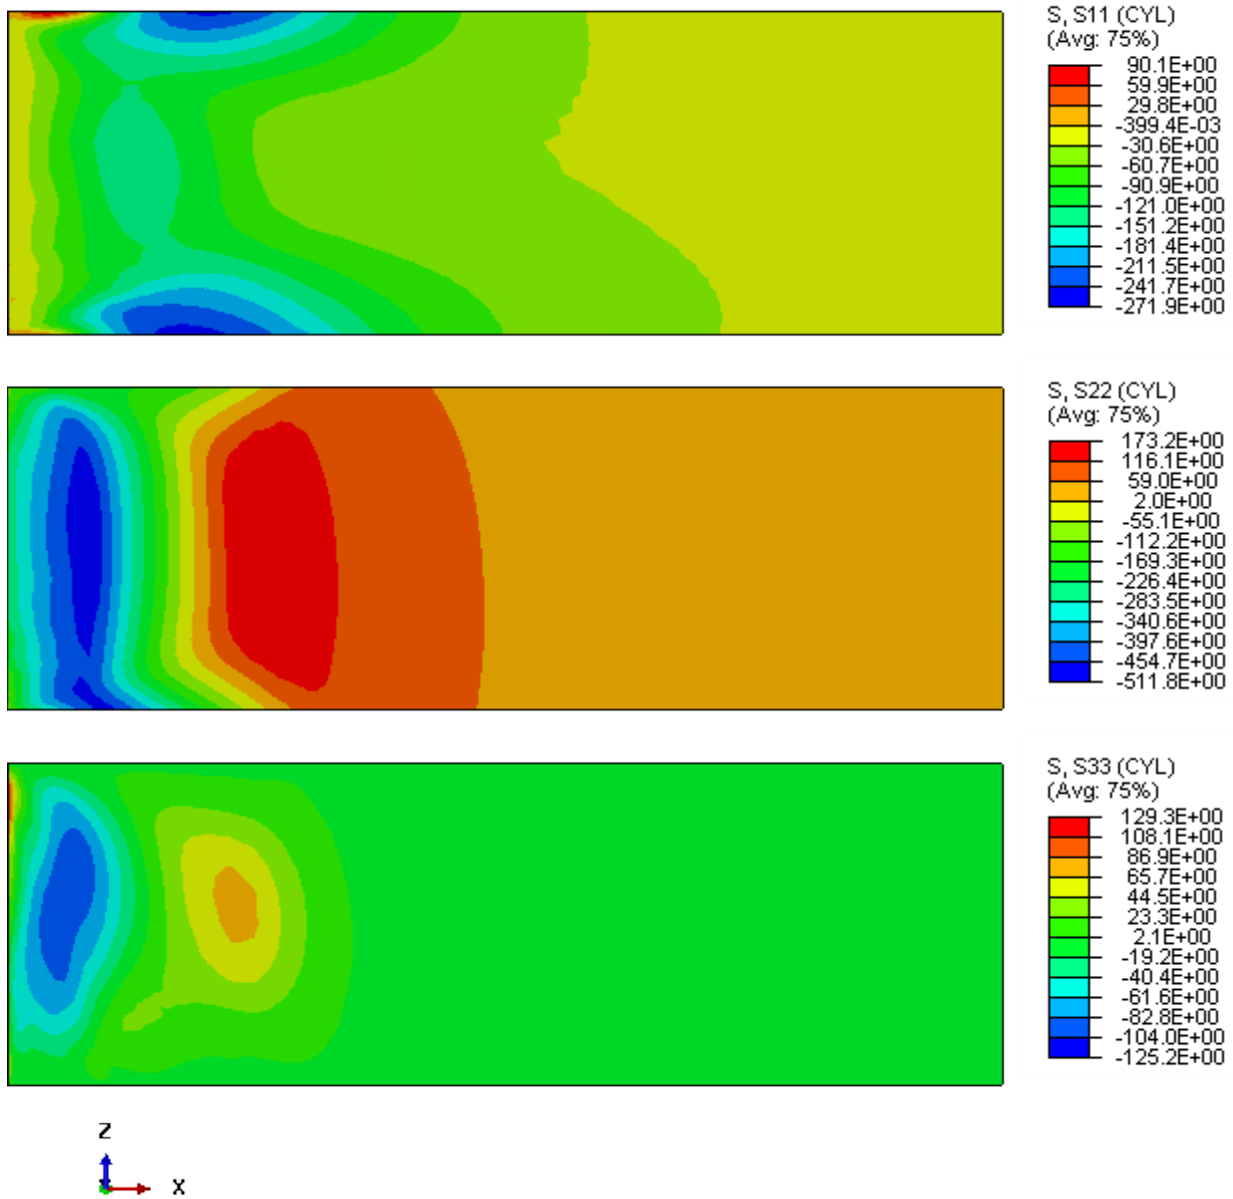 S, S11 (CYL)
(Avg: 75%)
90.1E+00
59.9E+00
29.8E+00
-399.4E-03
-30.6E+00
-60.7E+00
-90.9E+00
-121.0E+00
-151.2E+00
-181.4E+00
-211.5E+00
-241.7E+00
-271.9E+00
S, S22 (CYL)
(Avg: 75%)
173.2E+00
116.1E+00
59.0E+00
2.0E+00
-55.1E+00
-112.2E+00
-169.3E+00
-226.4E+00
-283.5E+00
-340.6E+00
-397.6E+00
-454.7E+00
-511.8E+00
S, S33 (CYL)
(Avg: 75%)
129.3E+00
108.1E+00
86.9E+00
65.7E+00
44.5E+00
23.3E+00
2.1E+00
-19.2E+00
-40.4E+00
-61.6E+00
-82.8E+00
-104.0E+00
-125.2E+00
Z
X